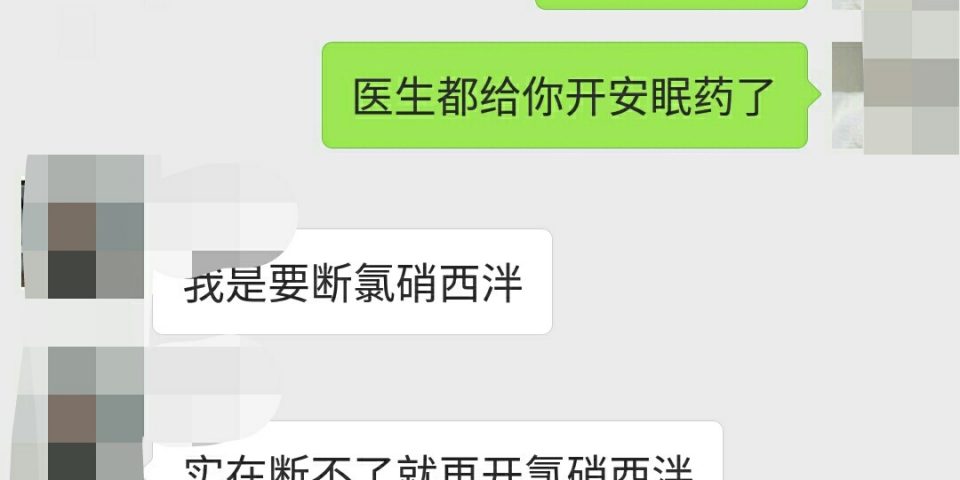 医生都给你开安眠药了
我是要断氯硝西泮
实在断不了就再开氯硝西泮